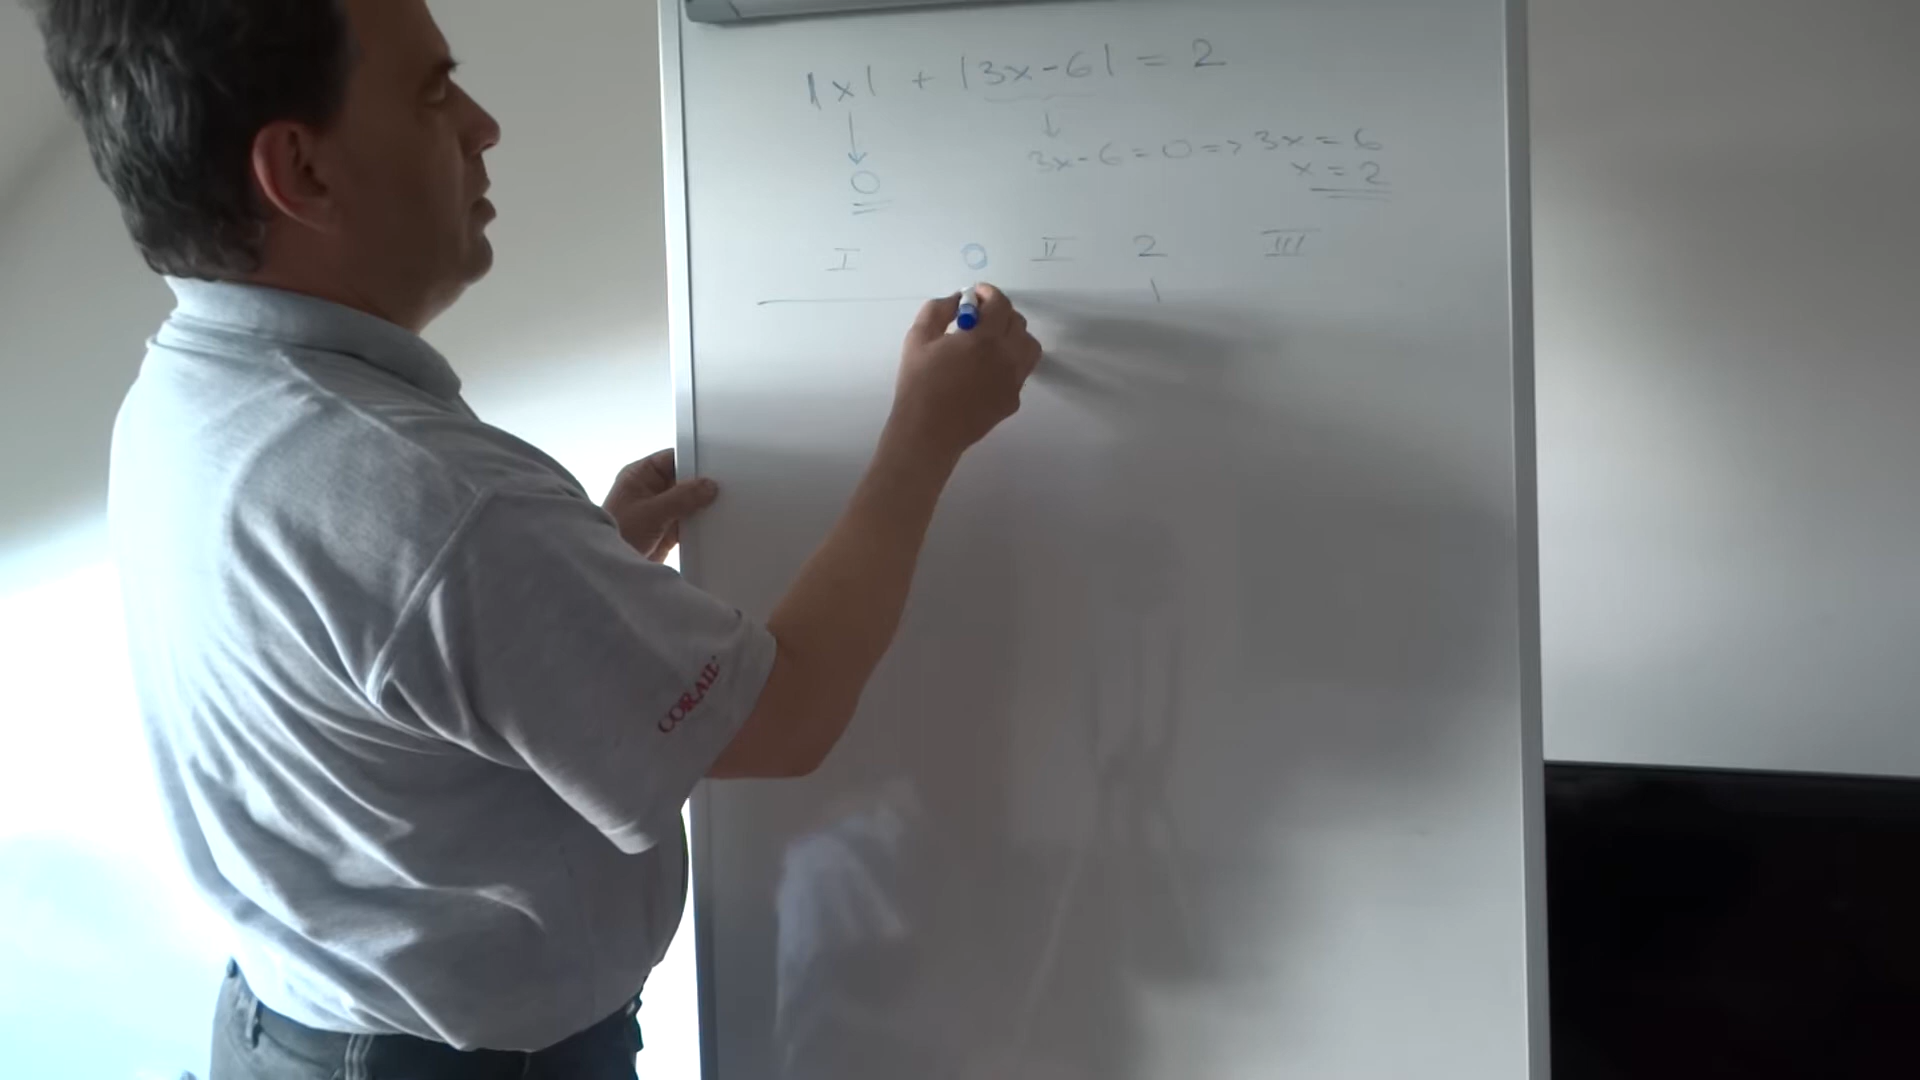 |x| + |3x-6| = 2
3x-6=0=>3x=6
x=2
0
I 0 II 2 III
CORAIL